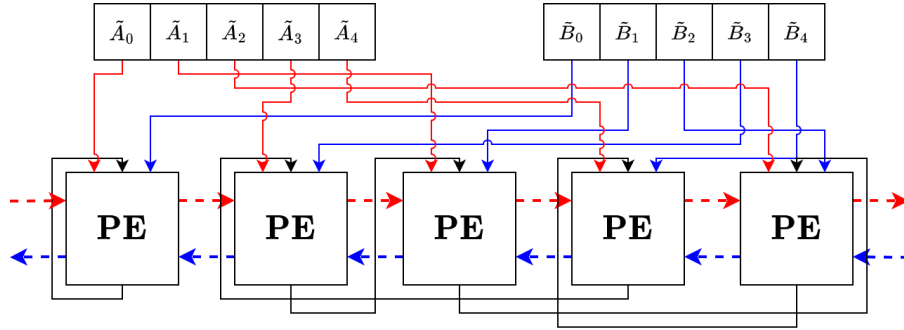 Ã₀ Ã₁ Ã₂ Ã₃ Ã₄ B̃₀ B̃₁ B̃₂ B̃₃ B̃₄
PE PE PE PE PE